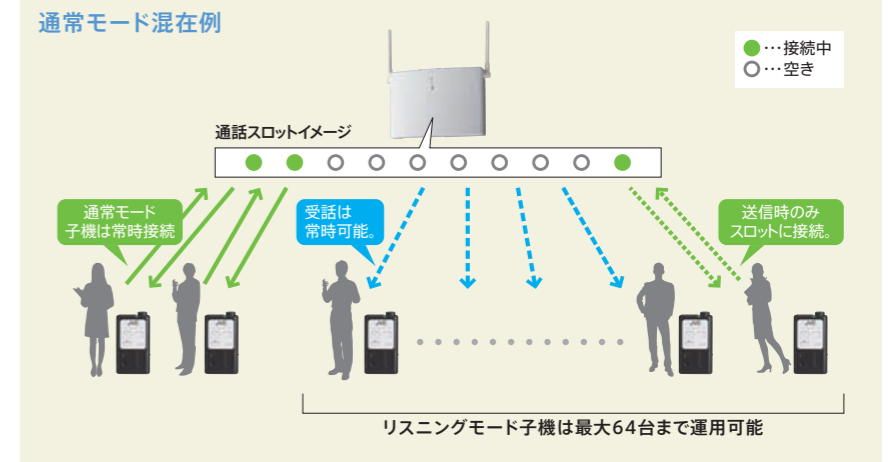 通常モード混在例
●…接続中
○…空き
通話スロットイメージ
通常モード
子機は常時接続
受話は
常時可能。
送信時のみ
スロットに接続。
リスニングモード子機は最大64台まで運用可能